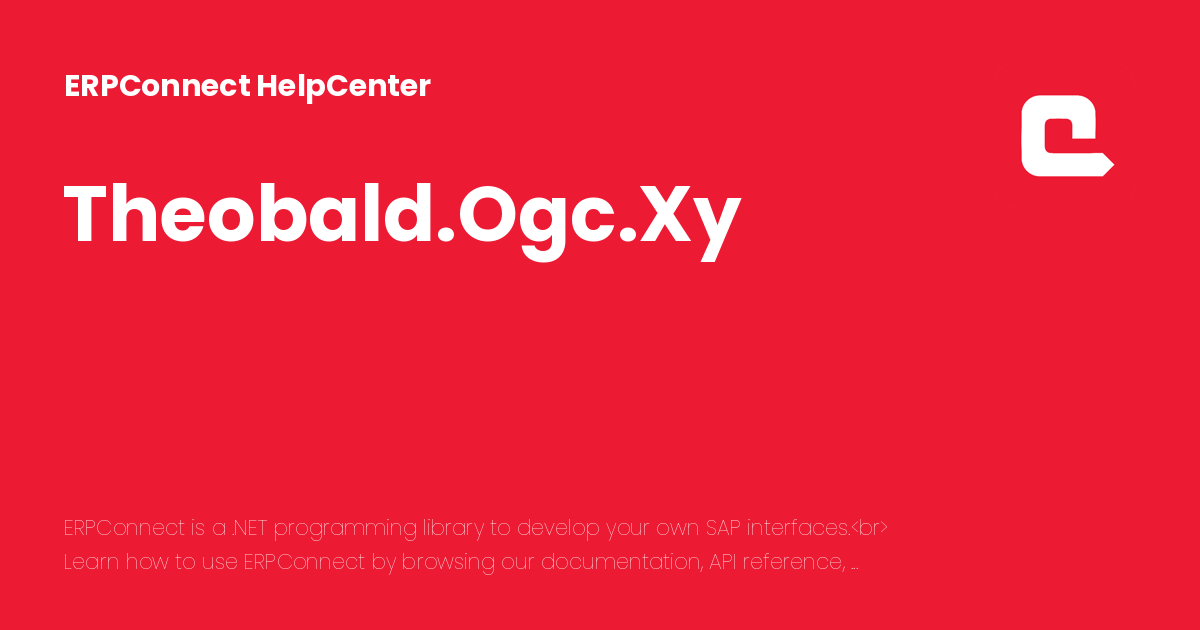 ERPConnect HelpCenter
Theobald.Ogc.Xy
ERPConnect is a .NET programming library to develop your own SAP interfaces.<br>
Learn how to use ERPConnect by browsing our documentation, API reference, ...